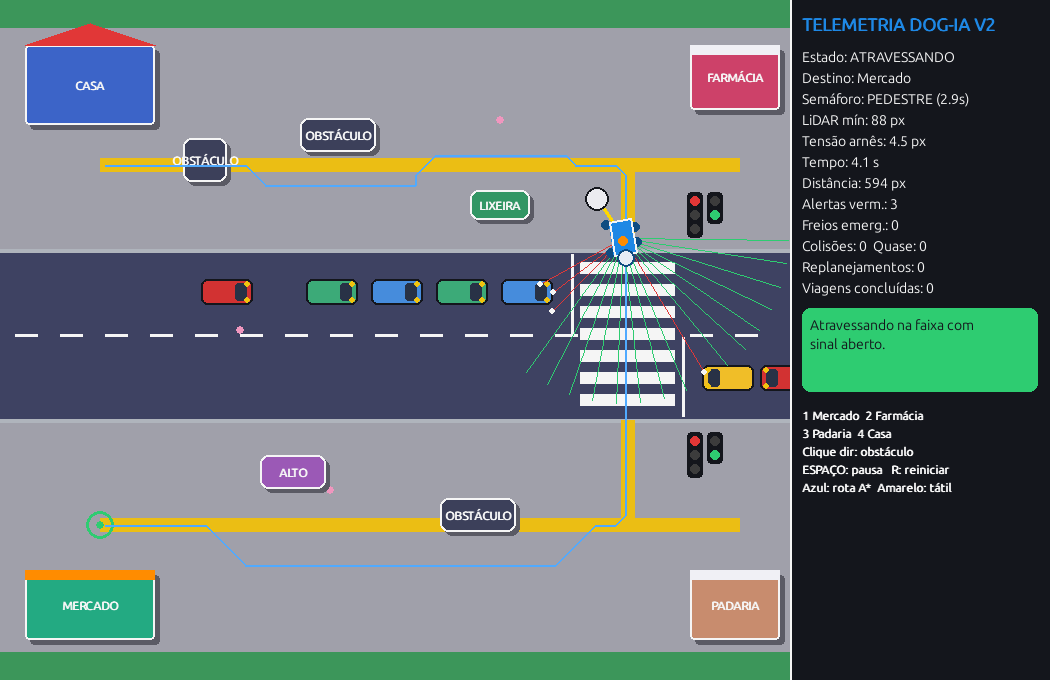 CASA
FARMÁCIA
OBSTÁCULO
OBSTÁCULO
LIXEIRA
ALTO
OBSTÁCULO
MERCADO
PADARIA
TELEMETRIA DOG-IA V2
Estado: ATRAVESSANDO
Destino: Mercado
Semáforo: PEDESTRE (2.9s)
LiDAR mín: 88 px
Tensão arnês: 4.5 px
Tempo: 4.1 s
Distância: 594 px
Alertas verm.: 3
Freios emerg.: 0
Colisões: 0 Quase: 0
Replanejamentos: 0
Viagens concluídas: 0
Atravessando na faixa com
sinal aberto.
1 Mercado 2 Farmácia
3 Padaria 4 Casa
Clique dir: obstáculo
ESPAÇO: pausa R: reiniciar
Azul: rota A* Amarelo: tátil